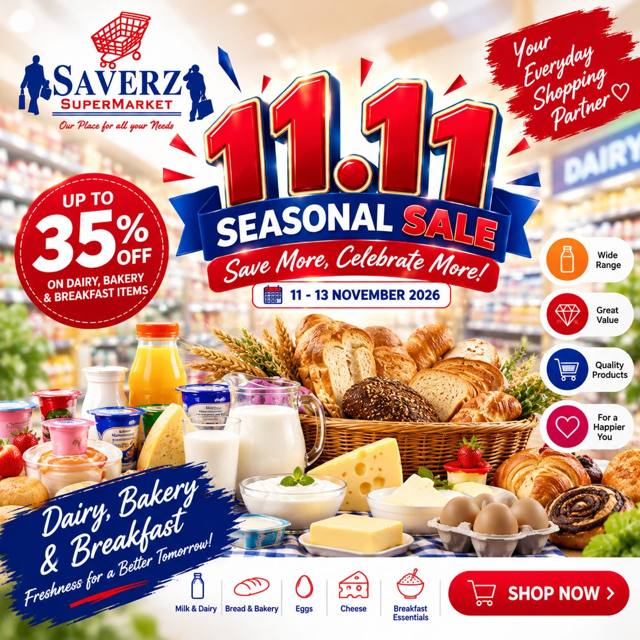 SAVERZ
SUPERMARKET
Our Place for all your Needs
Your
Everyday
Shopping
Partner
11.11
SEASONAL SALE
Save More, Celebrate More!
11 - 13 NOVEMBER 2026
UP TO
35% OFF
ON DAIRY, BAKERY
& BREAKFAST ITEMS
DAIRY
Wide
Range
Great
Value
Quality
Products
For a
Happier
You
Dairy, Bakery
& Breakfast
Freshness for a Better Tomorrow!
Milk & Dairy
Bread & Bakery
Eggs
Cheese
Breakfast
Essentials
SHOP NOW